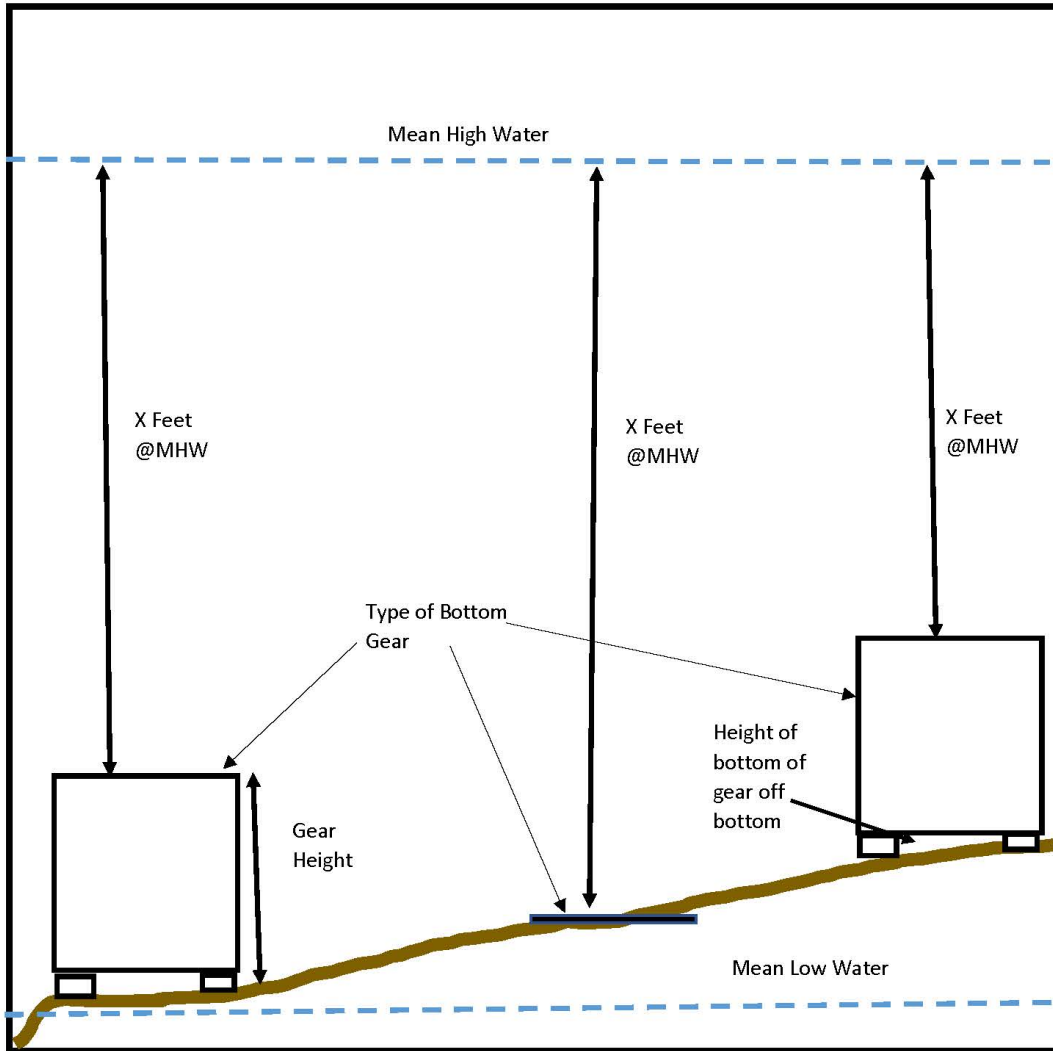 Mean High Water
X Feet
@MHW
X Feet
@MHW
X Feet
@MHW
Type of Bottom
Gear
Height of
bottom of
gear off
bottom
Gear
Height
Mean Low Water